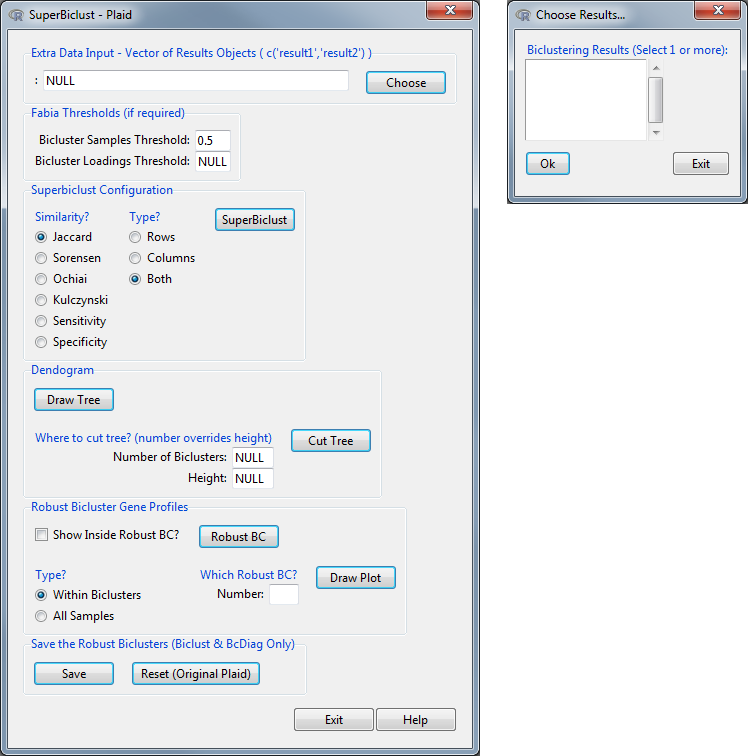 SuperBiclust - Plaid
Extra Data Input - Vector of Results Objects ( c('result1','result2') )
: NULL Choose
Fabia Thresholds (if required)
Bicluster Samples Threshold: 0.5
Bicluster Loadings Threshold: NULL
Superbiclust Configuration
Similarity? Type? SuperBiclust
Jaccard Rows
Sorensen Columns
Ochiai Both
Kulczynski
Sensitivity
Specificity
Dendogram
Draw Tree
Where to cut tree? (number overrides height) Cut Tree
Number of Biclusters: NULL
Height: NULL
Robust Bicluster Gene Profiles
Show Inside Robust BC? Robust BC
Type? Which Robust BC? Draw Plot
Within Biclusters Number:
All Samples
Save the Robust Biclusters (Biclust & BcDiag Only)
Save Reset (Original Plaid)
Exit Help
Choose Results...
Biclustering Results (Select 1 or more):
Ok Exit